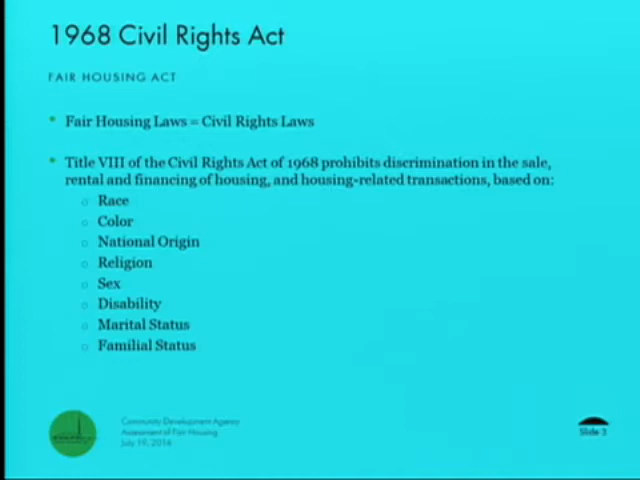 1968 Civil Rights Act
FAIR HOUSING ACT
Fair Housing Laws = Civil Rights Laws
Title VIII of the Civil Rights Act of 1968 prohibits discrimination in the sale,
rental and financing of housing, and housing-related transactions, based on:
Race
Color
National Origin
Religion
Sex
Disability
Marital Status
Familial Status
Community Development Agency
Assessment of Fair Housing
July 19, 2016
Slide 3